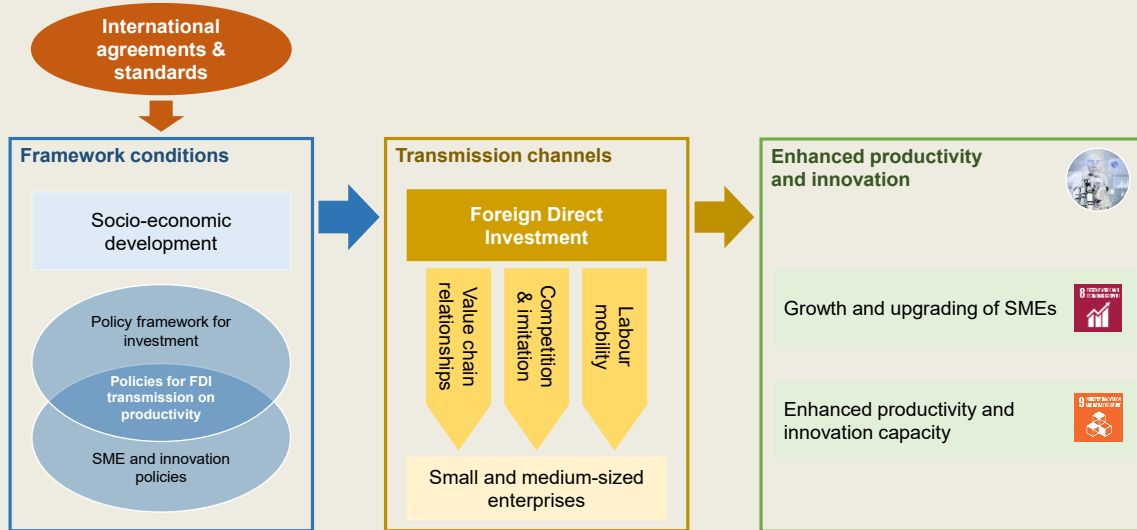 International
agreements &
standards
Framework conditions
Socio-economic
development
Policy framework for
investment
Policies for FDI
transmission on
productivity
SME and innovation
policies
Transmission channels
Foreign Direct
Investment
Value chain
relationships
Competition
& imitation
Labour
mobility
Small and medium-sized
enterprises
Enhanced productivity
and innovation
Growth and upgrading of SMEs
8
Enhanced productivity and
innovation capacity
9